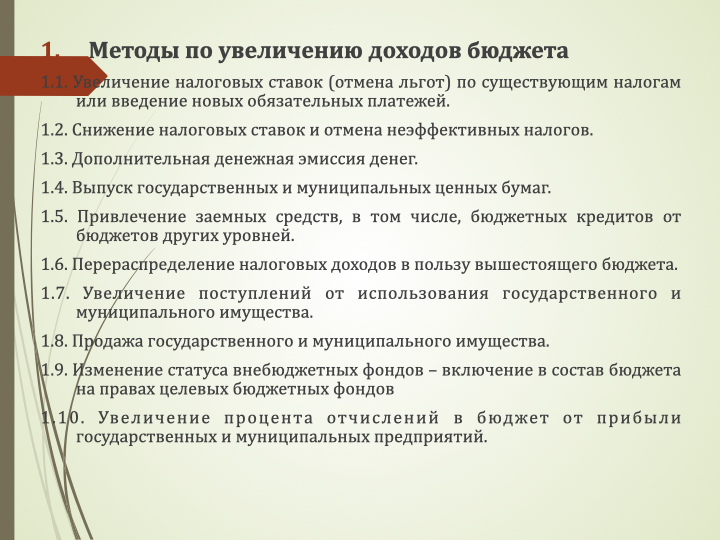 1. Методы по увеличению доходов бюджета
1.1. Увеличение налоговых ставок (отмена льгот) по существующим налогам
или введение новых обязательных платежей.
1.2. Снижение налоговых ставок и отмена неэффективных налогов.
1.3. Дополнительная денежная эмиссия денег.
1.4. Выпуск государственных и муниципальных ценных бумаг.
1.5. Привлечение заемных средств, в том числе, бюджетных кредитов от
бюджетов других уровней.
1.6. Перераспределение налоговых доходов в пользу вышестоящего бюджета.
1.7. Увеличение поступлений от использования государственного и
муниципального имущества.
1.8. Продажа государственного и муниципального имущества.
1.9. Изменение статуса внебюджетных фондов – включение в состав бюджета
на правах целевых бюджетных фондов
1.10. Увеличение процента отчислений в бюджет от прибыли
государственных и муниципальных предприятий.